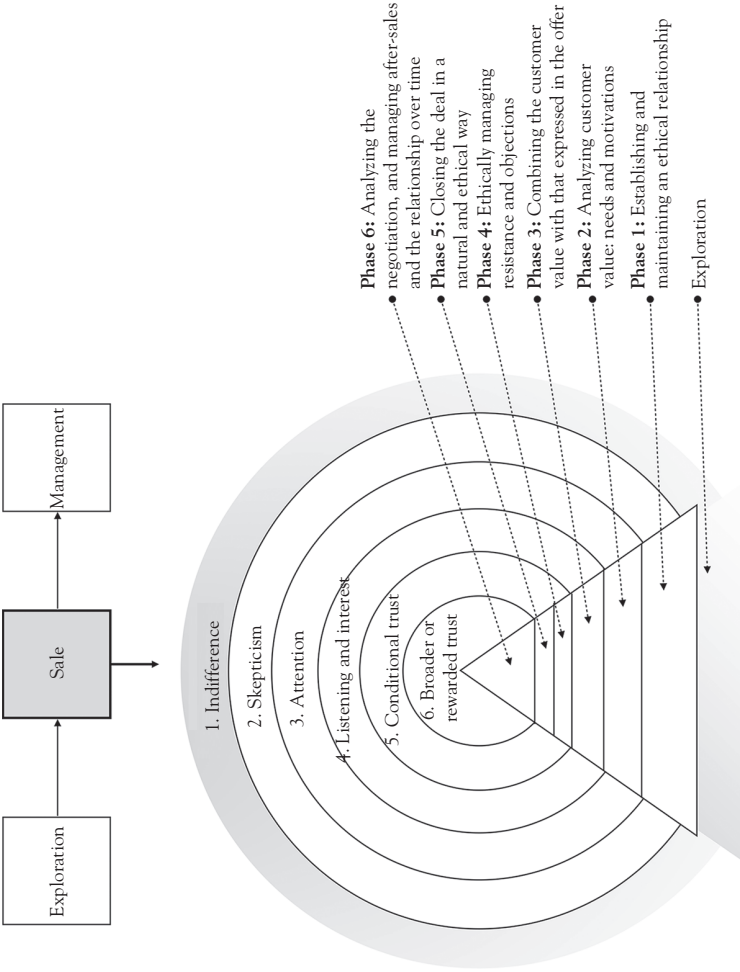 Exploration
Sale
Management
1. Indifference
2. Skepticism
3. Attention
4. Listening and interest
5. Conditional trust
6. Broader or
rewarded trust
Phase 6: Analyzing the
negotiation, and managing after-sales
and the relationship over time
Phase 5: Closing the deal in a
natural and ethical way
Phase 4: Ethically managing
resistance and objections
Phase 3: Combining the customer
value with that expressed in the offer
Phase 2: Analyzing customer
value: needs and motivations
Phase 1: Establishing and
maintaining an ethical relationship
Exploration